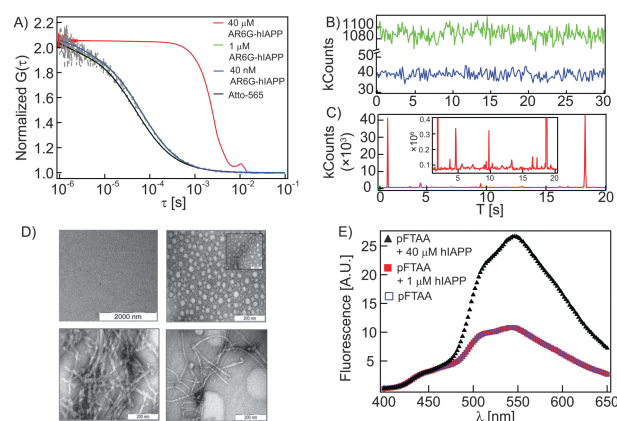 A)
Normalized G(τ)
2.2
2.0
1.8
1.6
1.4
1.2
1.0
10⁻⁶
10⁻⁵
10⁻⁴
10⁻³
10⁻²
10⁻¹
τ [s]
40 μM
AR6G-hIAPP
1 μM
AR6G-hIAPP
40 nM
AR6G-hIAPP
Atto-565
B)
kCounts
1100
1080
50
40
30
0 5 10 15 20 25 30
C)
kCounts
(×10³)
40
20
0
0 5 10 15 20
T [s]
0.4
0.3
0.2
0.1
5 10 15 20
D)
2000 nm
200 nm
200 nm
200 nm
E)
Fluorescence [A.U.]
25
20
15
10
5
400 450 500 550 600 650
λ [nm]
pFTAA
+ 40 μM hIAPP
pFTAA
+ 1 μM hIAPP
pFTAA